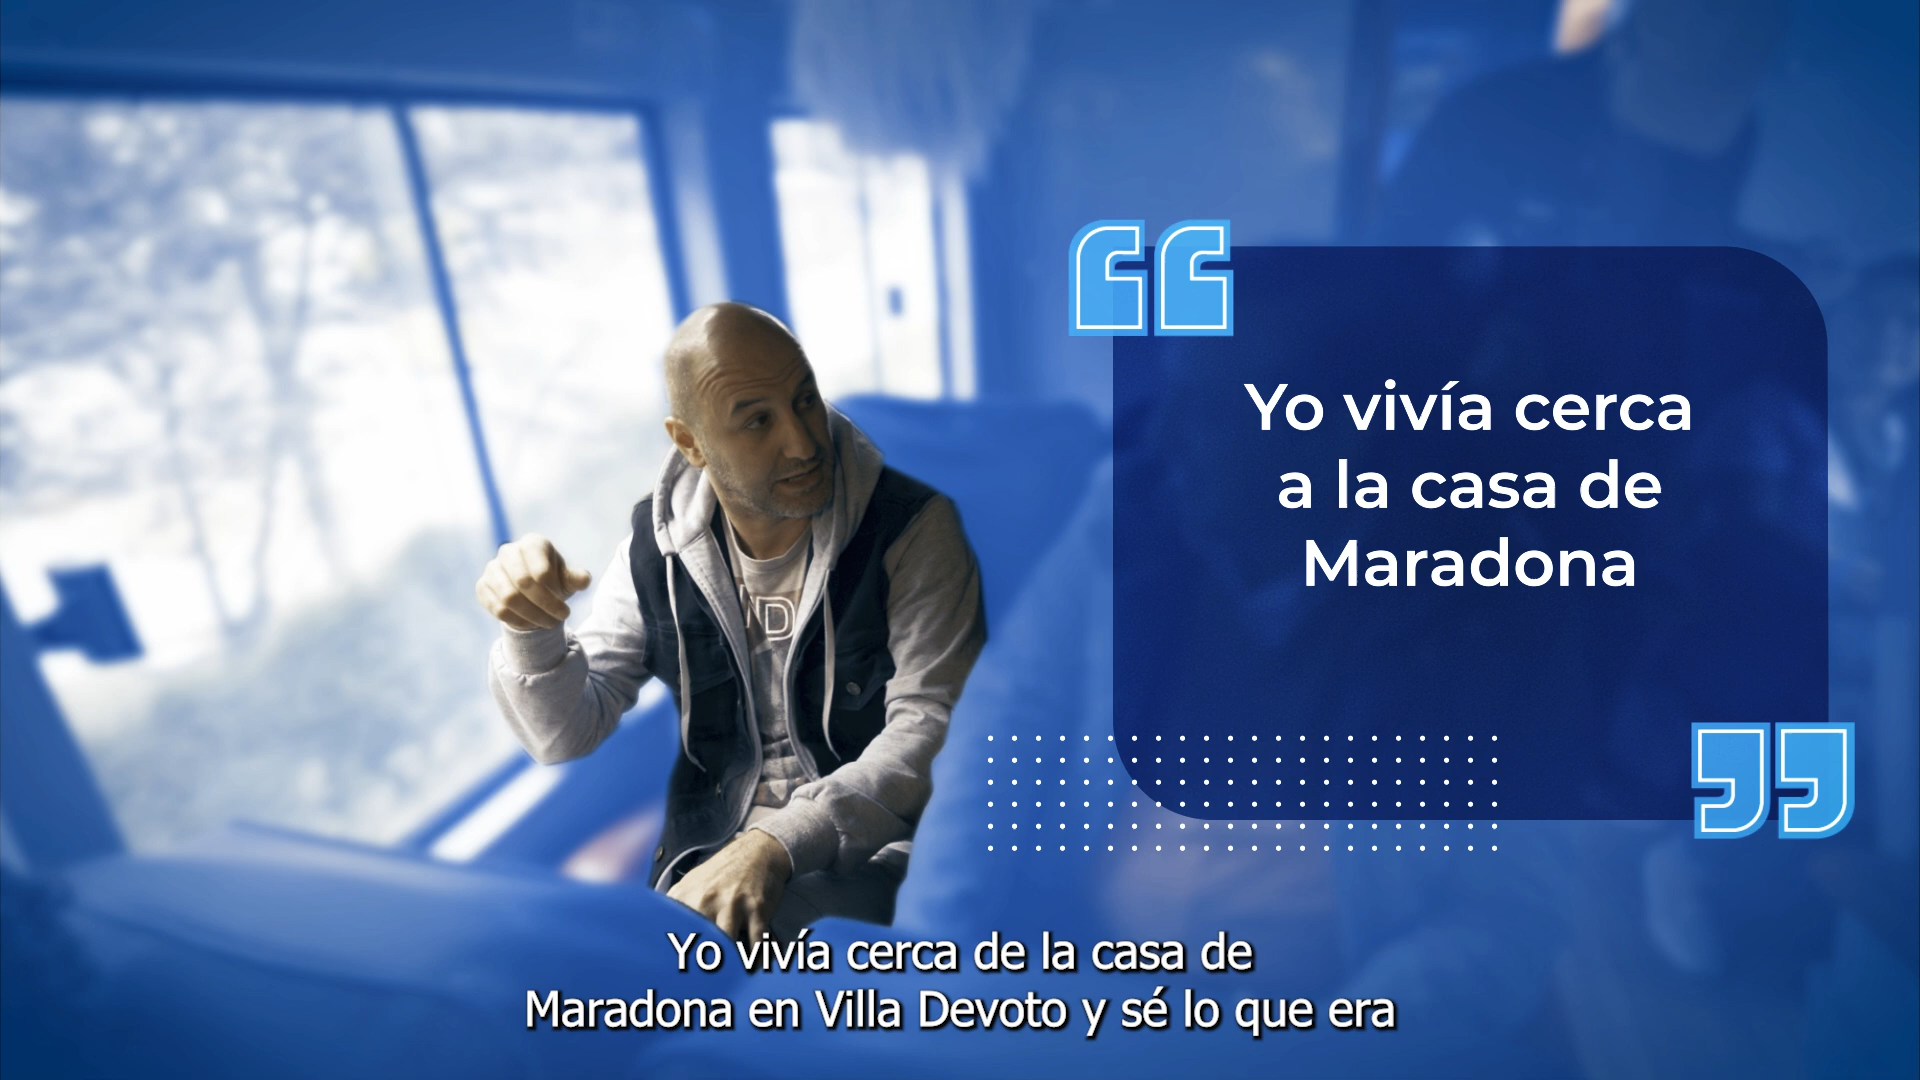 “
Yo vivía cerca
a la casa de
Maradona
”
ND
Yo vivía cerca de la casa de
Maradona en Villa Devoto y sé lo que era